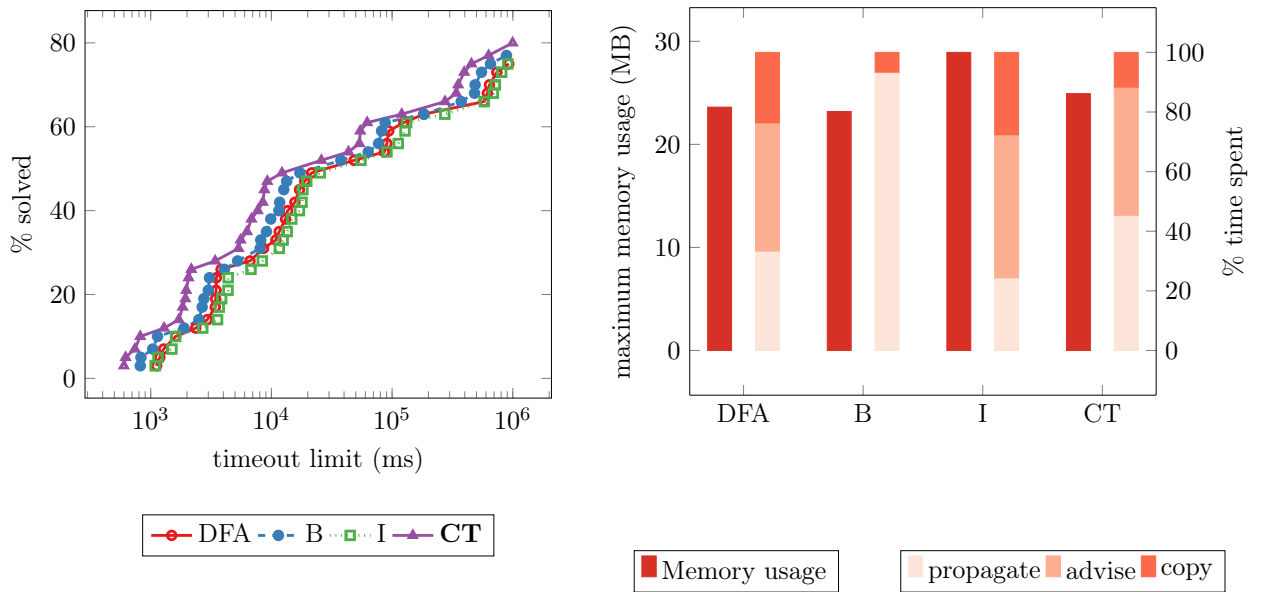 % solved
80
60
40
20
0
10^3 10^4 10^5 10^6
timeout limit (ms)
DFA B I CT
maximum memory usage (MB)
30
20
10
0
100
80
60
40
20
0
% time spent
DFA B I CT
Memory usage
propagate advise copy